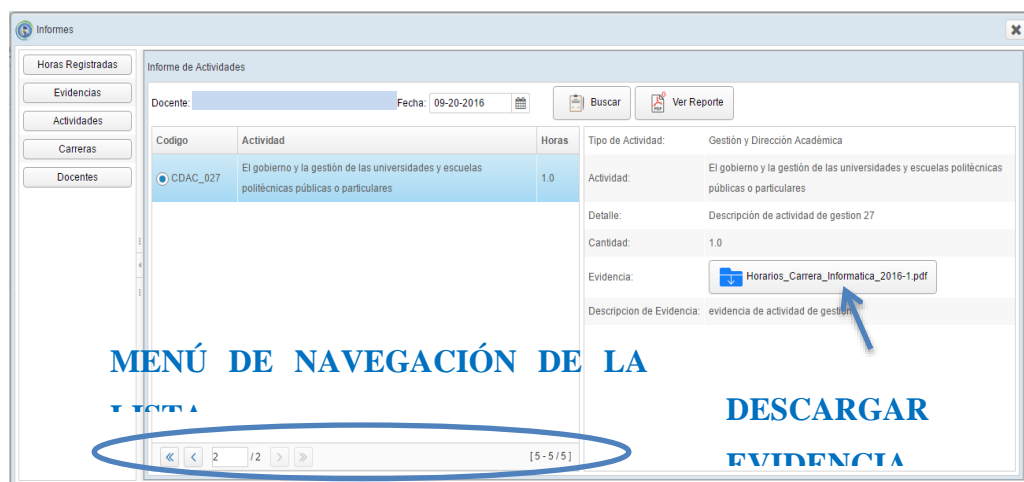 Informes
Horas Registradas
Evidencias
Actividades
Carreras
Docentes
Informe de Actividades
Docente:
Fecha: 09-20-2016
Buscar
Ver Reporte
Codigo Actividad Horas
CDAC_027
El gobierno y la gestión de las universidades y escuelas
politécnicas públicas o particulares
1.0
Tipo de Actividad: Gestión y Dirección Académica
Actividad:
El gobierno y la gestión de las universidades y escuelas politécnicas
públicas o particulares
Detalle: Descripción de actividad de gestion 27
Cantidad: 1.0
Evidencia: Horarios_Carrera_Informatica_2016-1.pdf
Descripcion de Evidencia: evidencia de actividad de gestion
MENÚ DE NAVEGACIÓN DE LA
LISTA
DESCARGAR
EVIDENCIA
2 /2
[5 - 5 / 5]